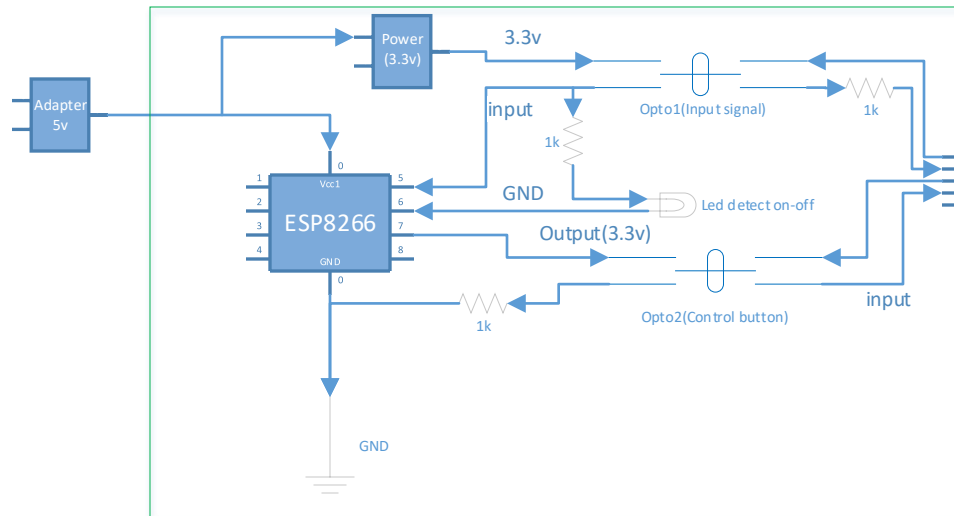 Power
(3.3v)
3.3v
Adapter
5v
input
Opto1(Input signal)
1k
1k
0
Vcc1
1
5
2
6
ESP8266
3
7
4
8
GND
0
GND
Led detect on-off
Output(3.3v)
input
1k
Opto2(Control button)
GND